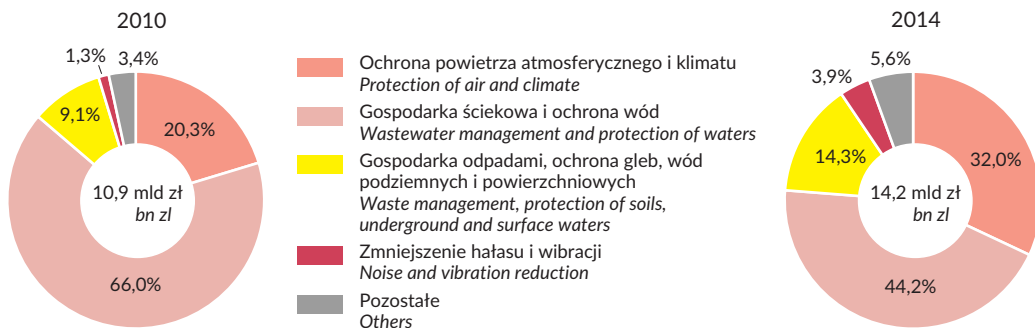 2010
1,3%
3,4%
9,1%
20,3%
10,9 mld zł
bn zl
66,0%
Ochrona powietrza atmosferycznego i klimatu
Protection of air and climate
Gospodarka ściekowa i ochrona wód
Wastewater management and protection of waters
Gospodarka odpadami, ochrona gleb, wód
podziemnych i powierzchniowych
Waste management, protection of soils,
underground and surface waters
Zmniejszenie hałasu i wibracji
Noise and vibration reduction
Pozostałe
Others
2014
5,6%
3,9%
14,3%
32,0%
14,2 mld zł
bn zl
44,2%